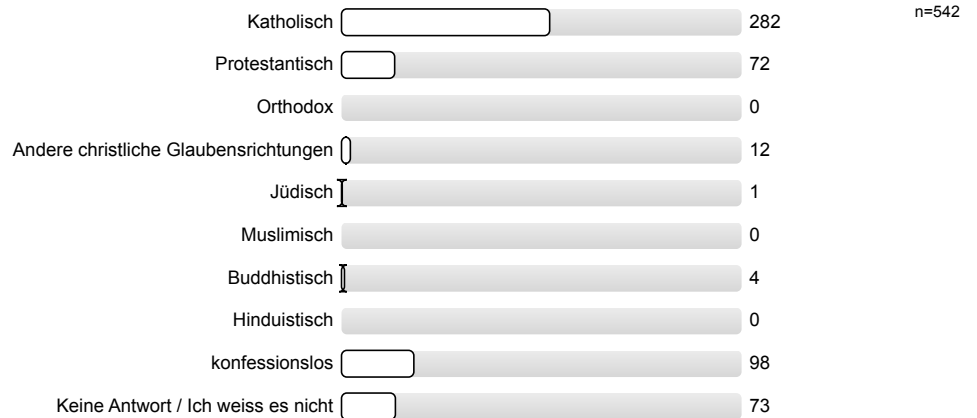 n=542
Katholisch 282
Protestantisch 72
Orthodox 0
Andere christliche Glaubensrichtungen 12
Jüdisch 1
Muslimisch 0
Buddhistisch 4
Hinduistisch 0
konfessionslos 98
Keine Antwort / Ich weiss es nicht 73